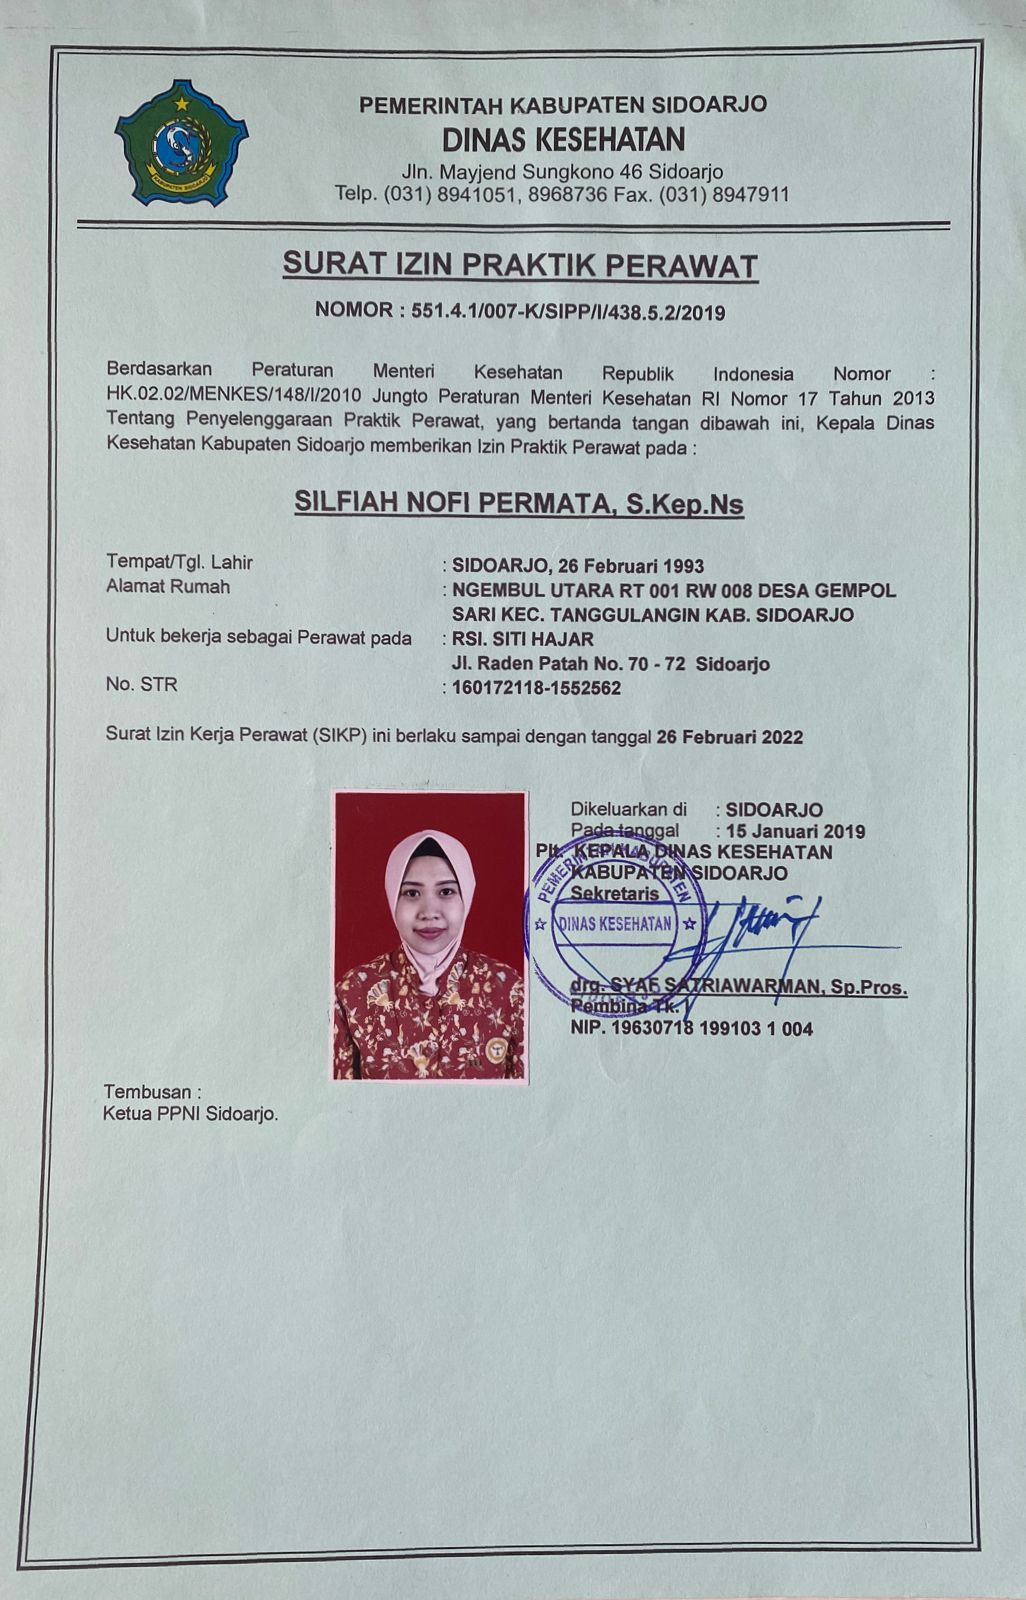 PEMERINTAH KABUPATEN SIDOARJO
DINAS KESEHATAN
Jln. Mayjend Sungkono 46 Sidoarjo
Telp. (031) 8941051, 8968736 Fax. (031) 8947911
KABUPATEN SIDOARJO
SURAT IZIN PRAKTIK PERAWAT
NOMOR : 551.4.1/007-K/SIPP/I/438.5.2/2019
Berdasarkan Peraturan Menteri Kesehatan Republik Indonesia Nomor :
HK.02.02/MENKES/148/I/2010 Jungto Peraturan Menteri Kesehatan RI Nomor 17 Tahun 2013
Tentang Penyelenggaraan Praktik Perawat, yang bertanda tangan dibawah ini, Kepala Dinas
Kesehatan Kabupaten Sidoarjo memberikan Izin Praktik Perawat pada :
SILFIAH NOFI PERMATA, S.Kep.Ns
Tempat/Tgl. Lahir : SIDOARJO, 26 Februari 1993
Alamat Rumah : NGEMBUL UTARA RT 001 RW 008 DESA GEMPOL
SARI KEC. TANGGULANGIN KAB. SIDOARJO
Untuk bekerja sebagai Perawat pada : RSI. SITI HAJAR
Jl. Raden Patah No. 70 - 72 Sidoarjo
No. STR : 160172118-1552562
Surat Izin Kerja Perawat (SIKP) ini berlaku sampai dengan tanggal 26 Februari 2022
Dikeluarkan di : SIDOARJO
Pada tanggal : 15 Januari 2019
Plt. KEPALA DINAS KESEHATAN
KABUPATEN SIDOARJO
Sekretaris
PEMERINTAH KABUPATEN
DINAS KESEHATAN
drg. SYAF SATRIAWARMAN, Sp.Pros.
Pembina Tk. I
NIP. 19630718 199103 1 004
Tembusan :
Ketua PPNI Sidoarjo.